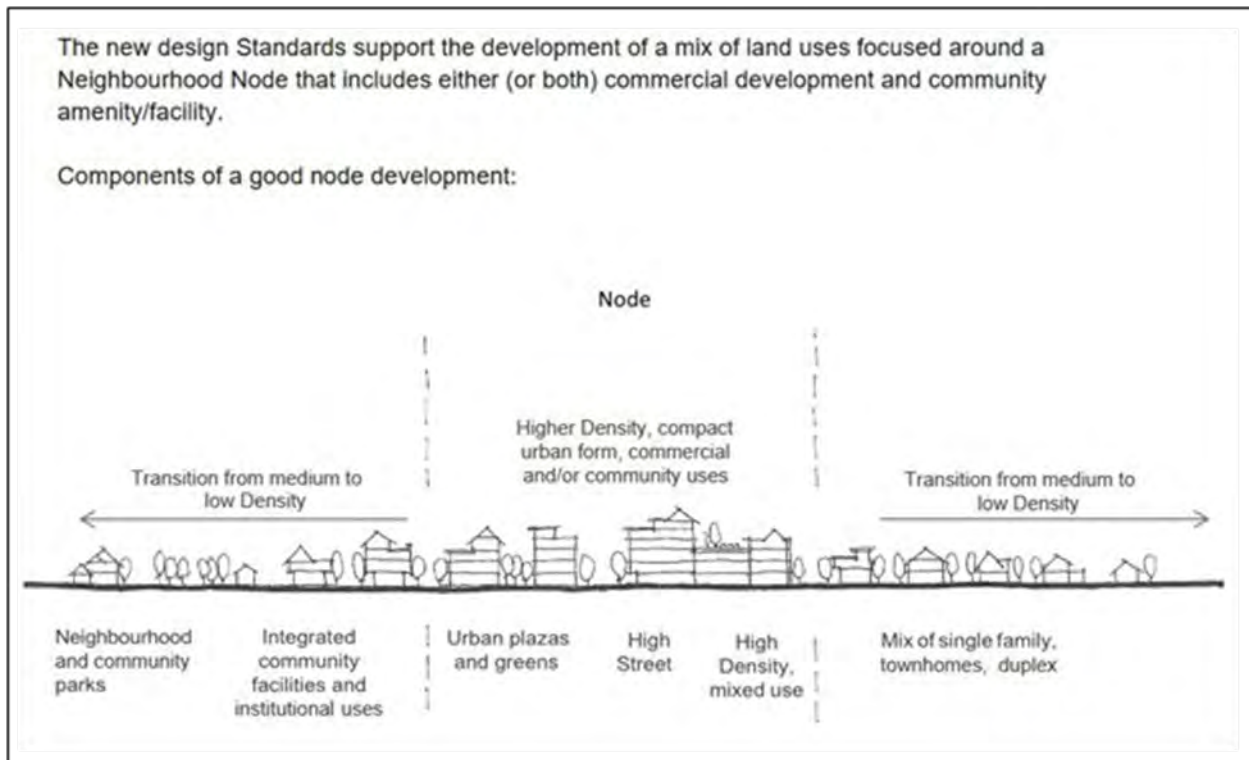 The new design Standards support the development of a mix of land uses focused around a
Neighbourhood Node that includes either (or both) commercial development and community
amenity/facility.
Components of a good node development:
Node
Higher Density, compact
urban form, commercial
and/or community uses
Transition from medium to
low Density
Transition from medium to
low Density
Neighbourhood
and community
parks
Integrated
community
facilities and
institutional uses
Urban plazas
and greens
High
Street
High
Density,
mixed use
Mix of single family,
townhomes, duplex